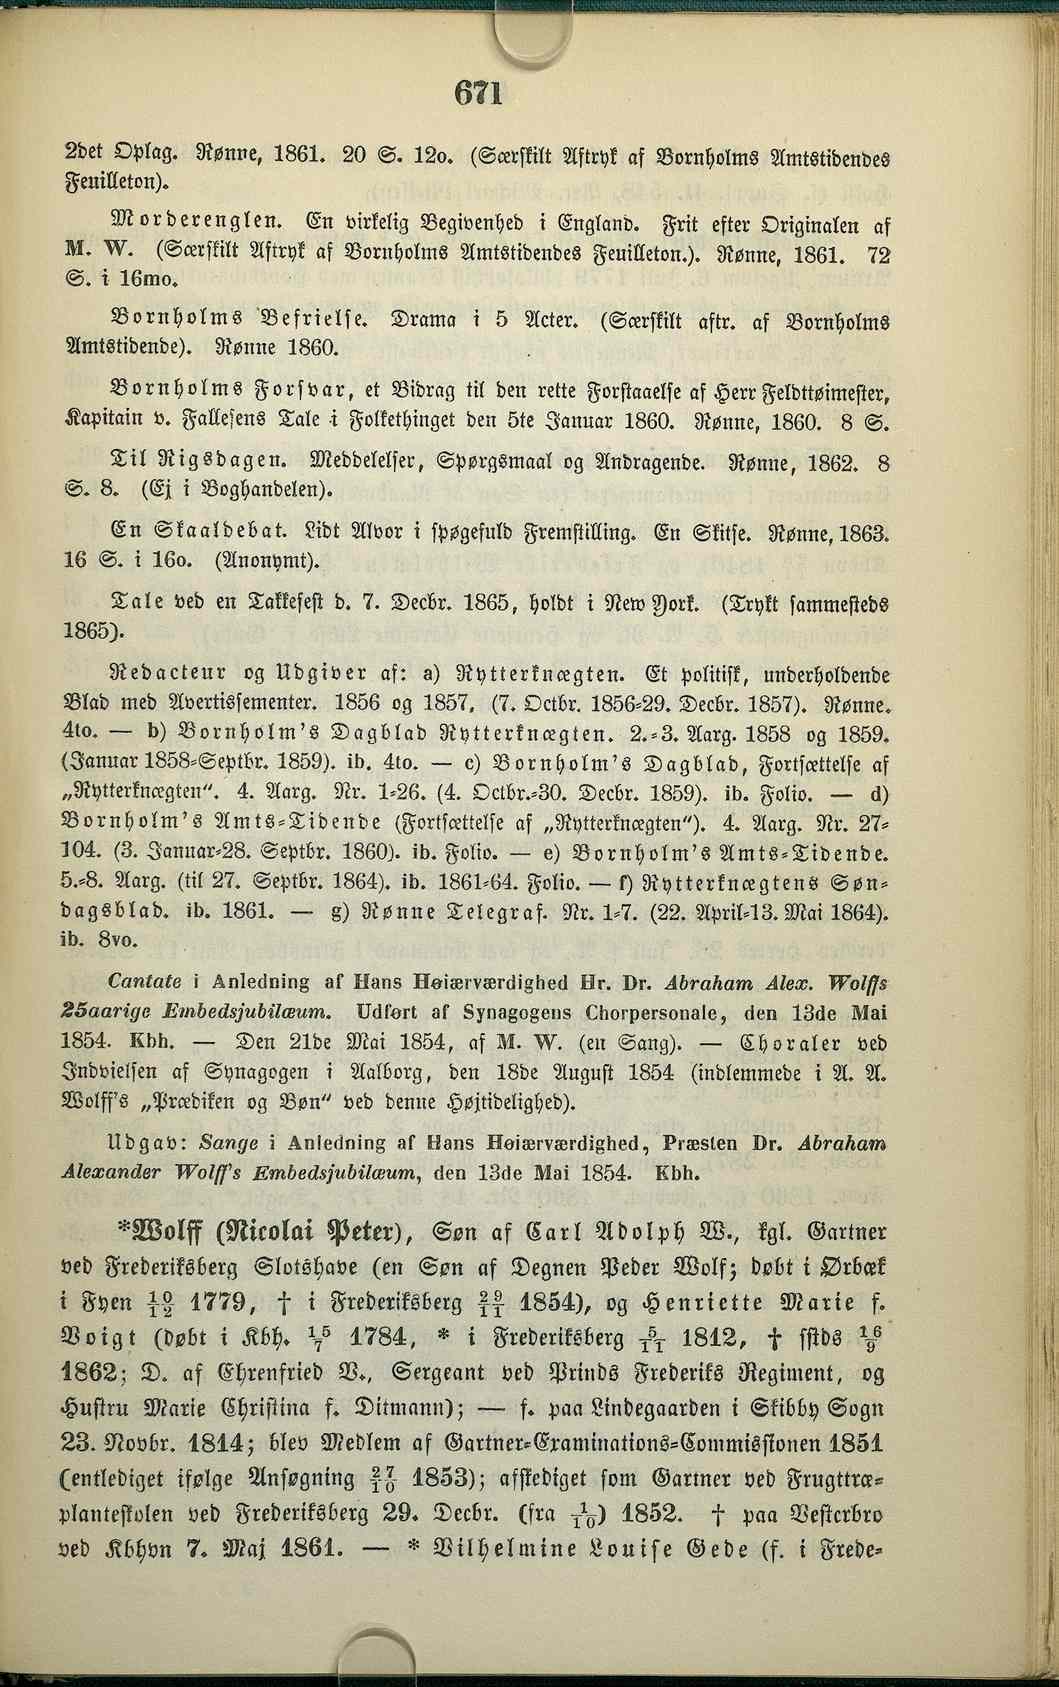 671
2det Oplag. Rønne, 1861. 20 S. 12o. (Særskilt Aftryk af Bornholms Amtstidendes
Feuilleton).
Morderenglen. En virkelig Begivenhed i England. Frit efter Originalen af
M. W. (Særskilt Aftryk af Bornholms Amtstidendes Feuilleton.). Rønne, 1861. 72
S. i 16mo.
Bornholms Befrielse. Drama i 5 Acter. (Særskilt aftr. af Bornholms
Amtstidende). Rønne 1860.
Bornholms Forsvar, et Bidrag til den rette Forstaaelse af Herr Feldttøimester,
Kapitain v. Fallesens Tale i Folkethinget den 5te Januar 1860. Rønne, 1860. 8 S.
Til Rigsdagen. Meddelelser, Spørgsmaal og Andragende. Rønne, 1862. 8
S. 8. (Ej i Boghandelen).
En Skaaldebat. Lidt Alvor i spøgefuld Fremstilling. En Skitse. Rønne, 1863.
16 S. i 16o. (Anonymt).
Tale ved en Takkefest d. 7. Decbr. 1865, holdt i New York. (Trykt sammesteds
1865).
Redacteur og Udgiver af: a) Rytterknægten. Et politisk, underholdende
Blad med Avertissementer. 1856 og 1857, (7. Octbr. 1856-29. Decbr. 1857). Rønne.
4to. — b) Bornholm's Dagblad Rytterknægten. 2.-3. Aarg. 1858 og 1859.
(Januar 1858-Septbr. 1859). ib. 4to. — c) Bornholm's Dagblad, Fortsættelse af
„Rytterknægten". 4. Aarg. Nr. 1-26. (4. Octbr.-30. Decbr. 1859). ib. Folio. — d)
Bornholm's Amts-Tidende (Fortsættelse af „Rytterknægten"). 4. Aarg. Nr. 27-
104. (3. Januar-28. Septbr. 1860). ib. Folio. — e) Bornholm's Amts-Tidende.
5.-8. Aarg. (til 27. Septbr. 1864). ib. 1861-64. Folio. — f) Rytterknægtens Søn-
dagsblad. ib. 1861. — g) Rønne Telegraf. Nr. 1-7. (22. April-13. Mai 1864).
ib. 8vo.
Cantate i Anledning af Hans Høiærværdighed Hr. Dr. Abraham Alex. Wolffs
25aarige Embedsjubilæum. Udført af Synagogens Chorpersonale, den 13de Mai
1854. Kbh. — Den 21de Mai 1854, af M. W. (en Sang). — Choraler ved
Indvielsen af Synagogen i Aalborg, den 18de August 1854 (indlemmede i A. A.
Wolff's „Prædiken og Bøn" ved denne Højtidelighed).
Udgav: Sange i Anledning af Hans Høiærværdighed, Præsten Dr. Abraham
Alexander Wolff's Embedsjubilæum, den 13de Mai 1854. Kbh.
*Wolff (Nicolai Peter), Søn af Carl Adolph W., kgl. Gartner
ved Frederiksberg Slotshave (en Søn af Degnen Peder Wolf; døbt i Ørbæk
i Fyen 10/12 1779, † i Frederiksberg 29/11 1854), og Henriette Marie f.
Voigt (døbt i Kbh. 15/7 1784, * i Frederiksberg 5/11 1812, † sstds 16/9
1862; D. af Ehrenfried V., Sergeant ved Prinds Frederiks Regiment, og
Hustru Marie Christina f. Ditmann); — f. paa Lindegaarden i Skibby Sogn
23. Novbr. 1814; blev Medlem af Gartner-Examinations-Commissionen 1851
(entlediget ifølge Ansøgning 27/10 1853); afskediget som Gartner ved Frugttræ-
planteskolen ved Frederiksberg 29. Decbr. (fra 1/10) 1852. † paa Vesterbro
ved Kbhvn 7. Maj 1861. — * Vilhelmine Louise Gede (f. i Frede-